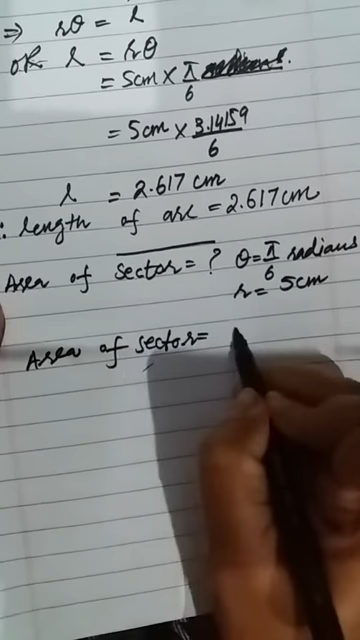 ⇒ rθ = l
OR l = rθ
= 5cm × π/6
= 5cm × 3.14159/6
l = 2.617 cm
: length of arc = 2.617 cm
Area of sector = ? θ = π/6 radians
r = 5cm
Area of sector =